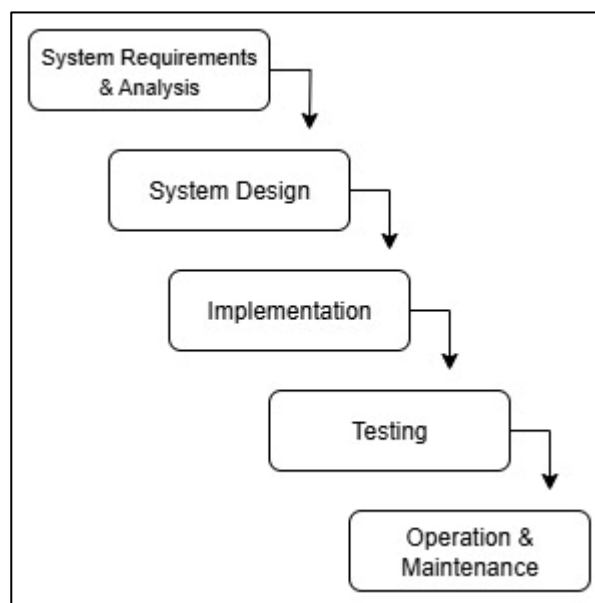 System Requirements
& Analysis
System Design
Implementation
Testing
Operation &
Maintenance